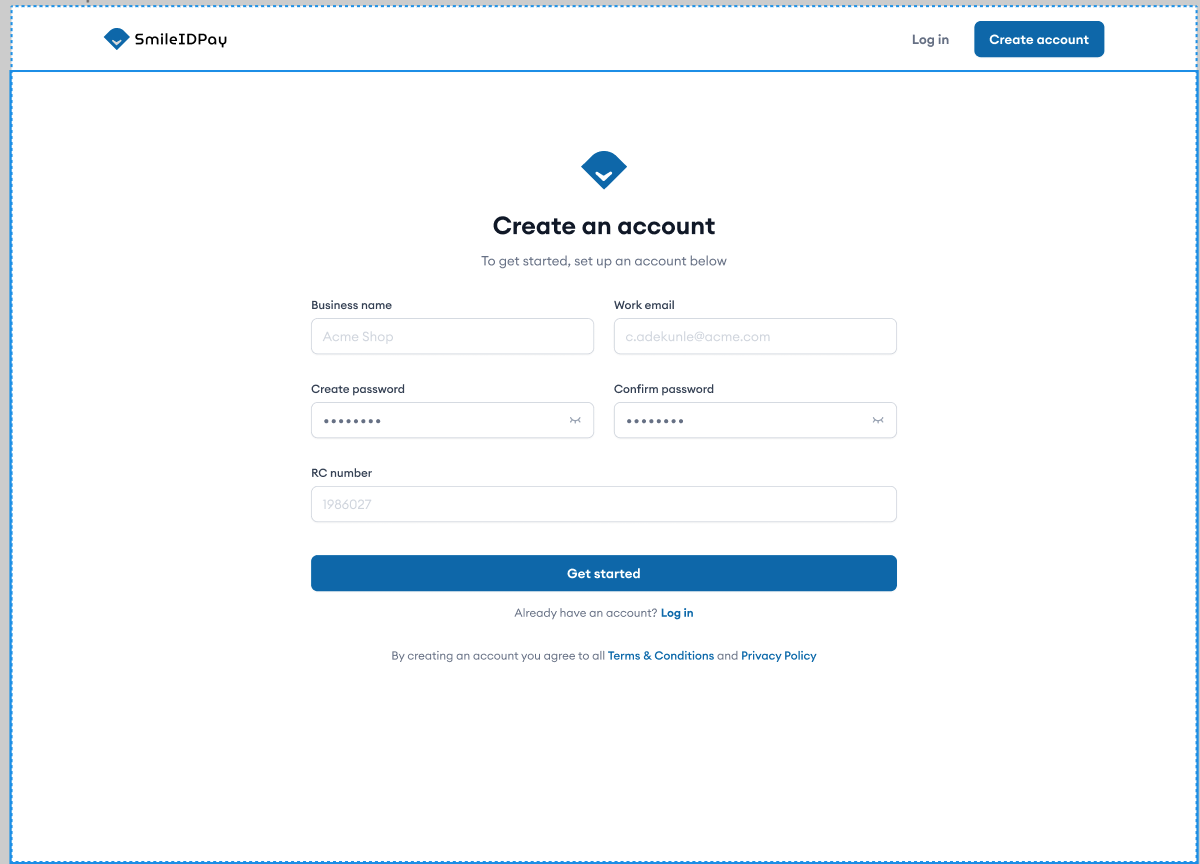 SmileIDPay
Log in
Create account
Create an account
To get started, set up an account below
Business name
Work email
Acme Shop
c.adekunle@acme.com
Create password
Confirm password
••••••••
••••••••
RC number
1986027
Get started
Already have an account? Log in
By creating an account you agree to all Terms & Conditions and Privacy Policy